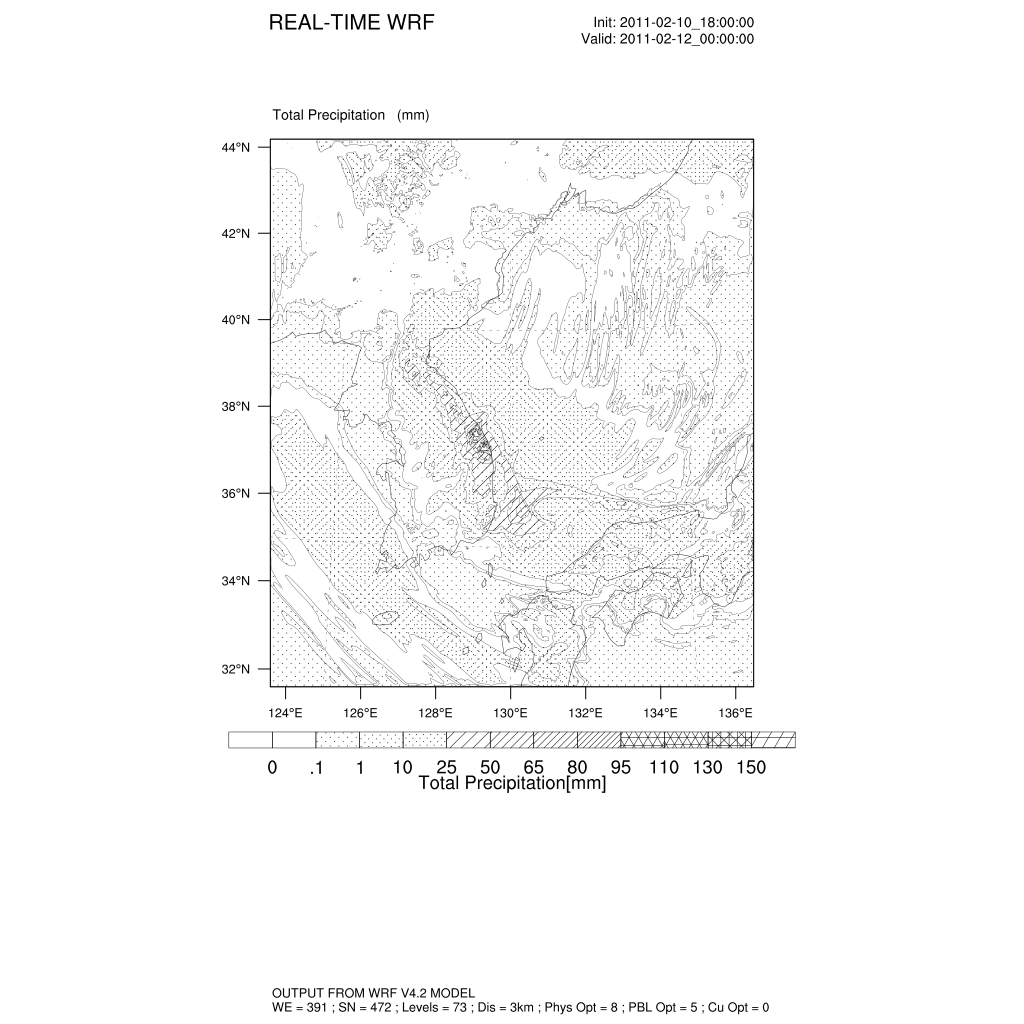 REAL-TIME WRF
Init: 2011-02-10_18:00:00
Valid: 2011-02-12_00:00:00
Total Precipitation (mm)
44°N
42°N
40°N
38°N
36°N
34°N
32°N
124°E 126°E 128°E 130°E 132°E 134°E 136°E
0 .1 1 10 25 50 65 80 95 110 130 150
Total Precipitation[mm]
OUTPUT FROM WRF V4.2 MODEL
WE = 391 ; SN = 472 ; Levels = 73 ; Dis = 3km ; Phys Opt = 8 ; PBL Opt = 5 ; Cu Opt = 0